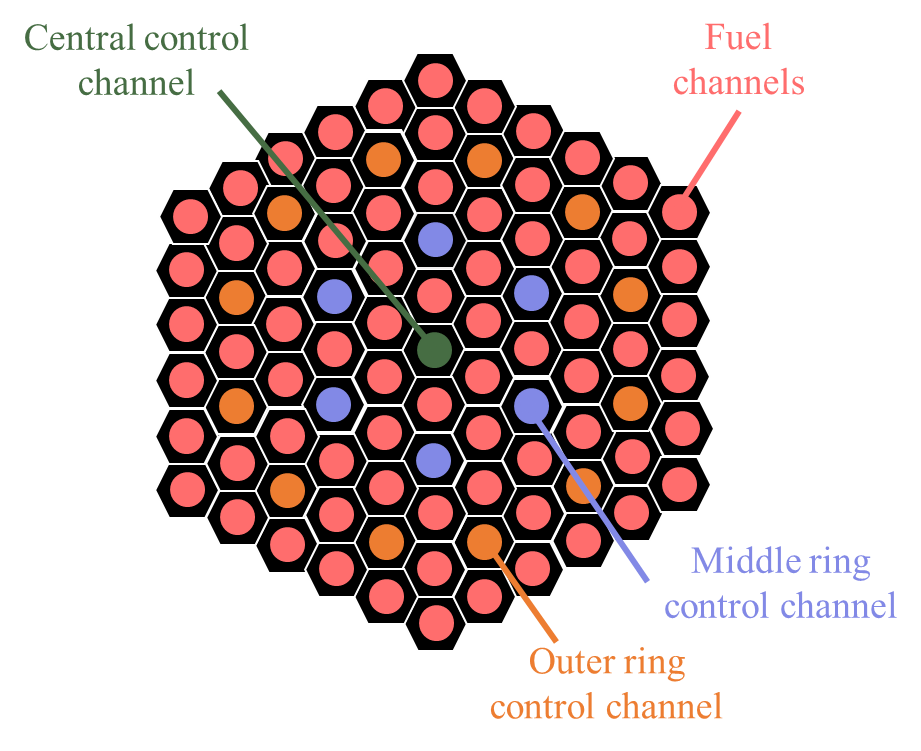 Central control
channel
Fuel
channels
Middle ring
control channel
Outer ring
control channel